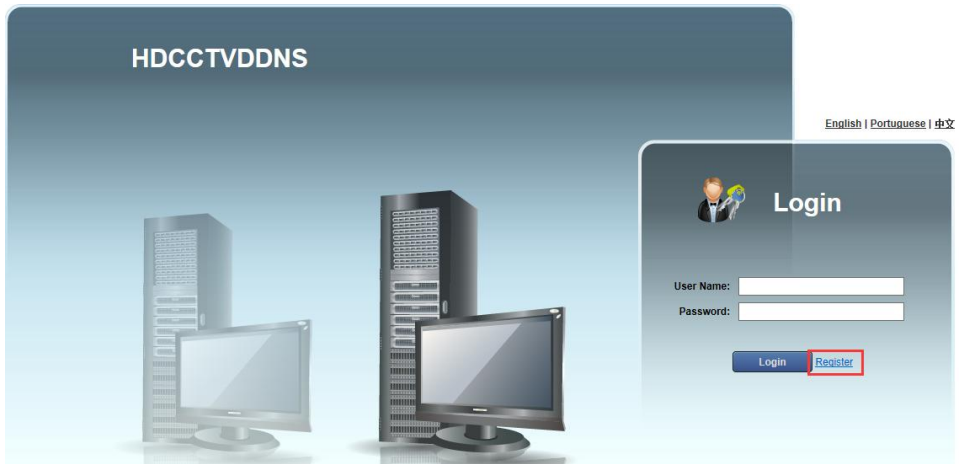 HDCCTVDDNS
English | Portuguese | 中文
Login
User Name:
Password:
Login Register